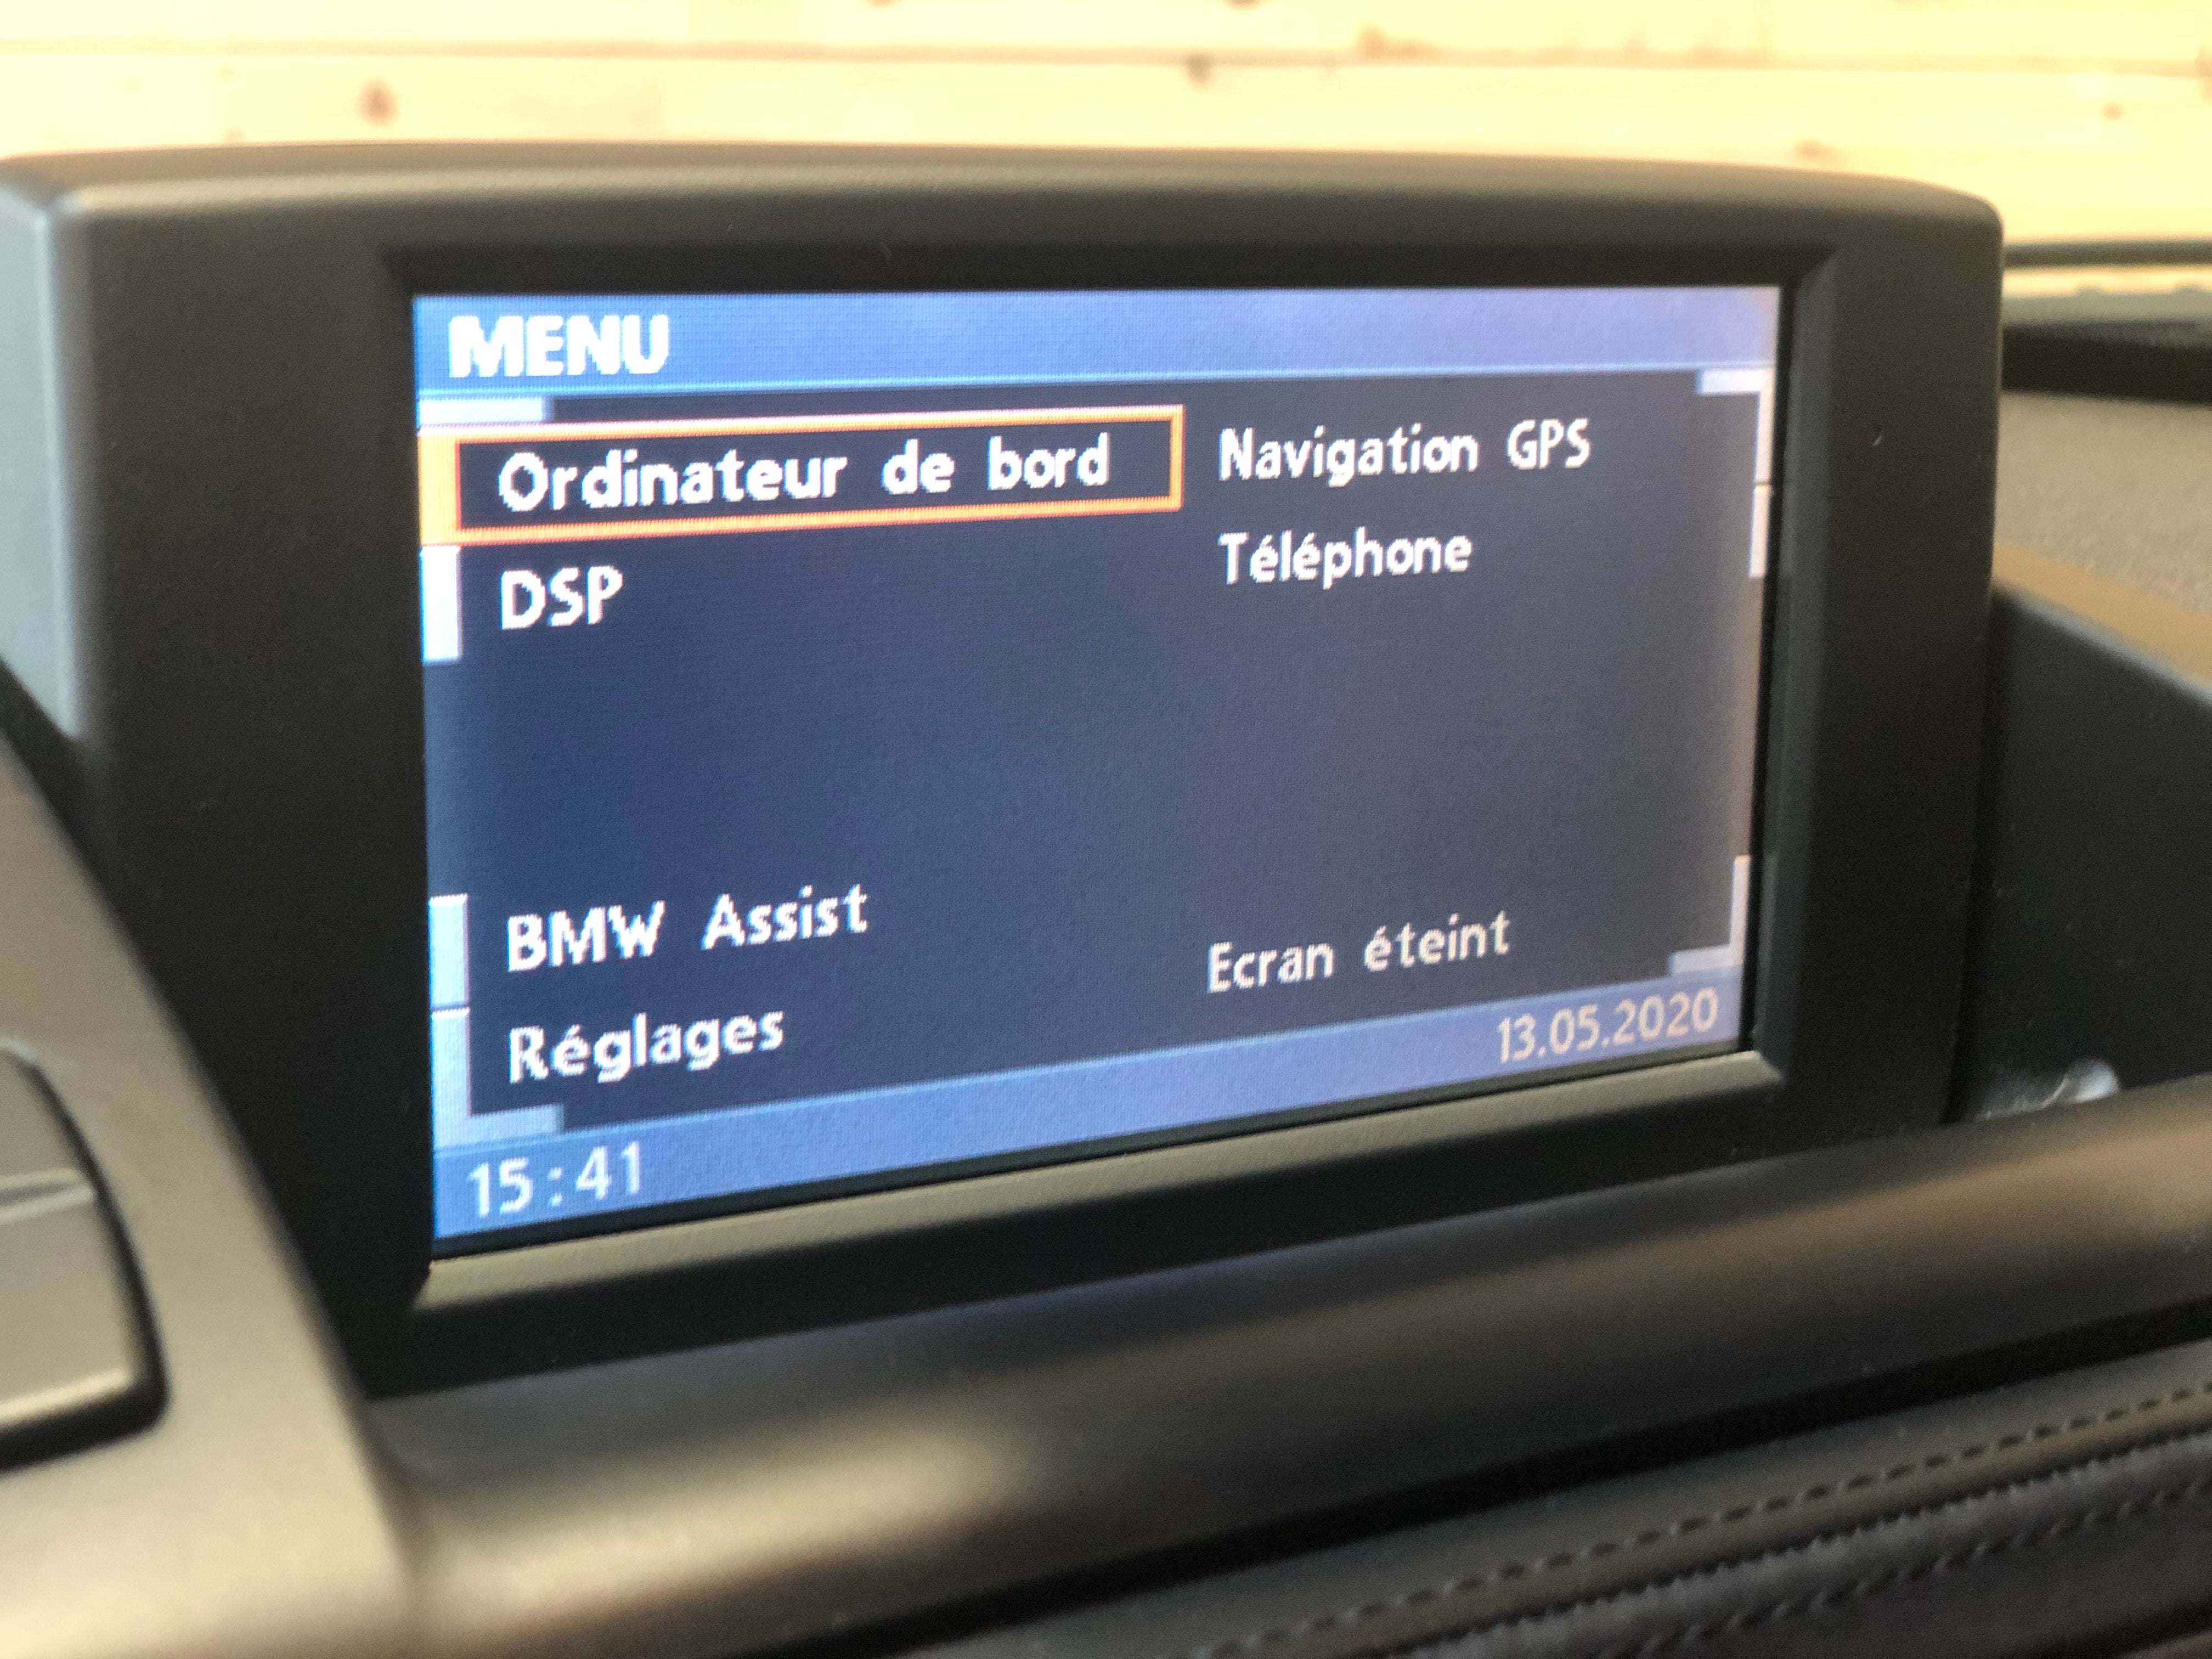 MENU
Ordinateur de bord
Navigation GPS
DSP
Téléphone
BMW Assist
Ecran éteint
Réglages
13.05.2020
15:41